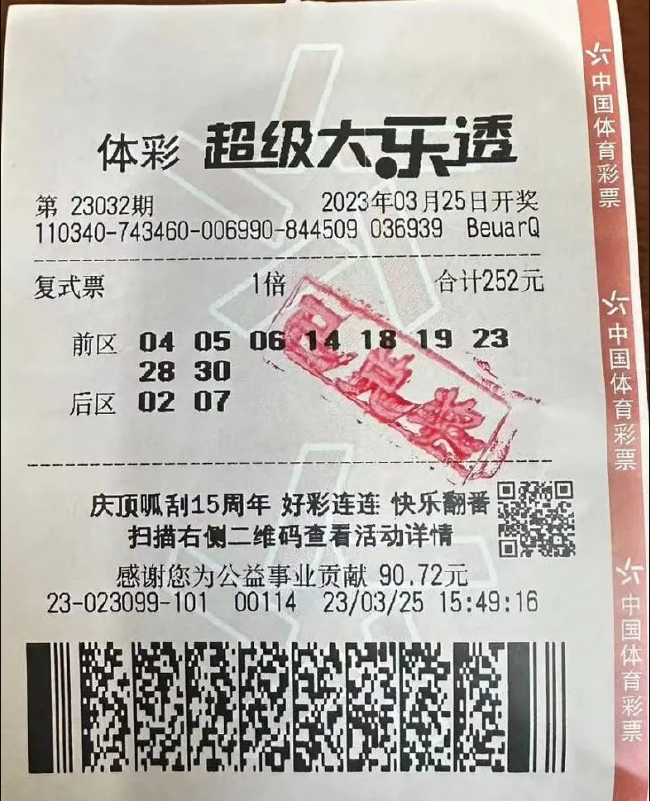 体彩 超级大乐透
第 23032期 2023年03月25日开奖
110340-743460-006990-844509 036939 BeuarQ
复式票 1倍 合计252元
前区 04 05 06 14 18 19 23
28 30
后区 02 07
已兑奖
庆顶呱刮15周年 好彩连连 快乐翻番
扫描右侧二维码查看活动详情
感谢您为公益事业贡献 90.72元
23-023099-101 00114 23/03/25 15:49:16
中国体育彩票
中国体育彩票
中国体育彩票